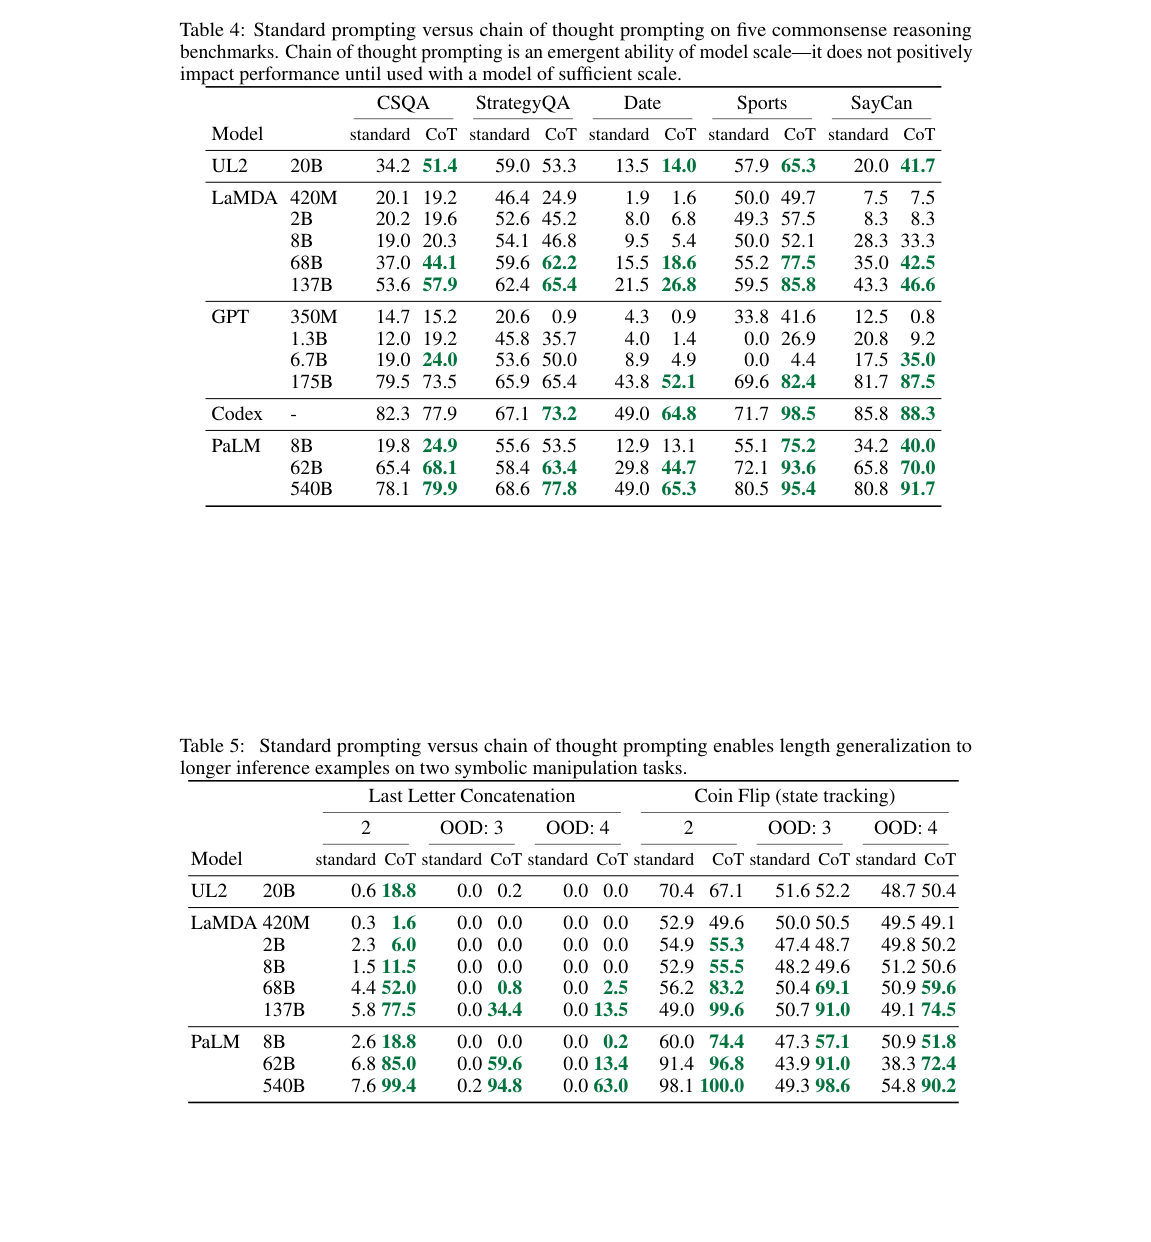 Table 4: Standard prompting versus chain of thought prompting on five commonsense reasoning
benchmarks. Chain of thought prompting is an emergent ability of model scale—it does not positively
impact performance until used with a model of sufficient scale.
CSQA StrategyQA Date Sports SayCan
Model standard CoT standard CoT standard CoT standard CoT standard CoT
UL2 20B 34.2 51.4 59.0 53.3 13.5 14.0 57.9 65.3 20.0 41.7
LaMDA 420M 20.1 19.2 46.4 24.9 1.9 1.6 50.0 49.7 7.5 7.5
2B 20.2 19.6 52.6 45.2 8.0 6.8 49.3 57.5 8.3 8.3
8B 19.0 20.3 54.1 46.8 9.5 5.4 50.0 52.1 28.3 33.3
68B 37.0 44.1 59.6 62.2 15.5 18.6 55.2 77.5 35.0 42.5
137B 53.6 57.9 62.4 65.4 21.5 26.8 59.5 85.8 43.3 46.6
GPT 350M 14.7 15.2 20.6 0.9 4.3 0.9 33.8 41.6 12.5 0.8
1.3B 12.0 19.2 45.8 35.7 4.0 1.4 0.0 26.9 20.8 9.2
6.7B 19.0 24.0 53.6 50.0 8.9 4.9 0.0 4.4 17.5 35.0
175B 79.5 73.5 65.9 65.4 43.8 52.1 69.6 82.4 81.7 87.5
Codex - 82.3 77.9 67.1 73.2 49.0 64.8 71.7 98.5 85.8 88.3
PaLM 8B 19.8 24.9 55.6 53.5 12.9 13.1 55.1 75.2 34.2 40.0
62B 65.4 68.1 58.4 63.4 29.8 44.7 72.1 93.6 65.8 70.0
540B 78.1 79.9 68.6 77.8 49.0 65.3 80.5 95.4 80.8 91.7
Table 5: Standard prompting versus chain of thought prompting enables length generalization to
longer inference examples on two symbolic manipulation tasks.
Last Letter Concatenation Coin Flip (state tracking)
2 OOD: 3 OOD: 4 2 OOD: 3 OOD: 4
Model standard CoT standard CoT standard CoT standard CoT standard CoT standard CoT
UL2 20B 0.6 18.8 0.0 0.2 0.0 0.0 70.4 67.1 51.6 52.2 48.7 50.4
LaMDA 420M 0.3 1.6 0.0 0.0 0.0 0.0 52.9 49.6 50.0 50.5 49.5 49.1
2B 2.3 6.0 0.0 0.0 0.0 0.0 54.9 55.3 47.4 48.7 49.8 50.2
8B 1.5 11.5 0.0 0.0 0.0 0.0 52.9 55.5 48.2 49.6 51.2 50.6
68B 4.4 52.0 0.0 0.8 0.0 2.5 56.2 83.2 50.4 69.1 50.9 59.6
137B 5.8 77.5 0.0 34.4 0.0 13.5 49.0 99.6 50.7 91.0 49.1 74.5
PaLM 8B 2.6 18.8 0.0 0.0 0.0 0.2 60.0 74.4 47.3 57.1 50.9 51.8
62B 6.8 85.0 0.0 59.6 0.0 13.4 91.4 96.8 43.9 91.0 38.3 72.4
540B 7.6 99.4 0.2 94.8 0.0 63.0 98.1 100.0 49.3 98.6 54.8 90.2